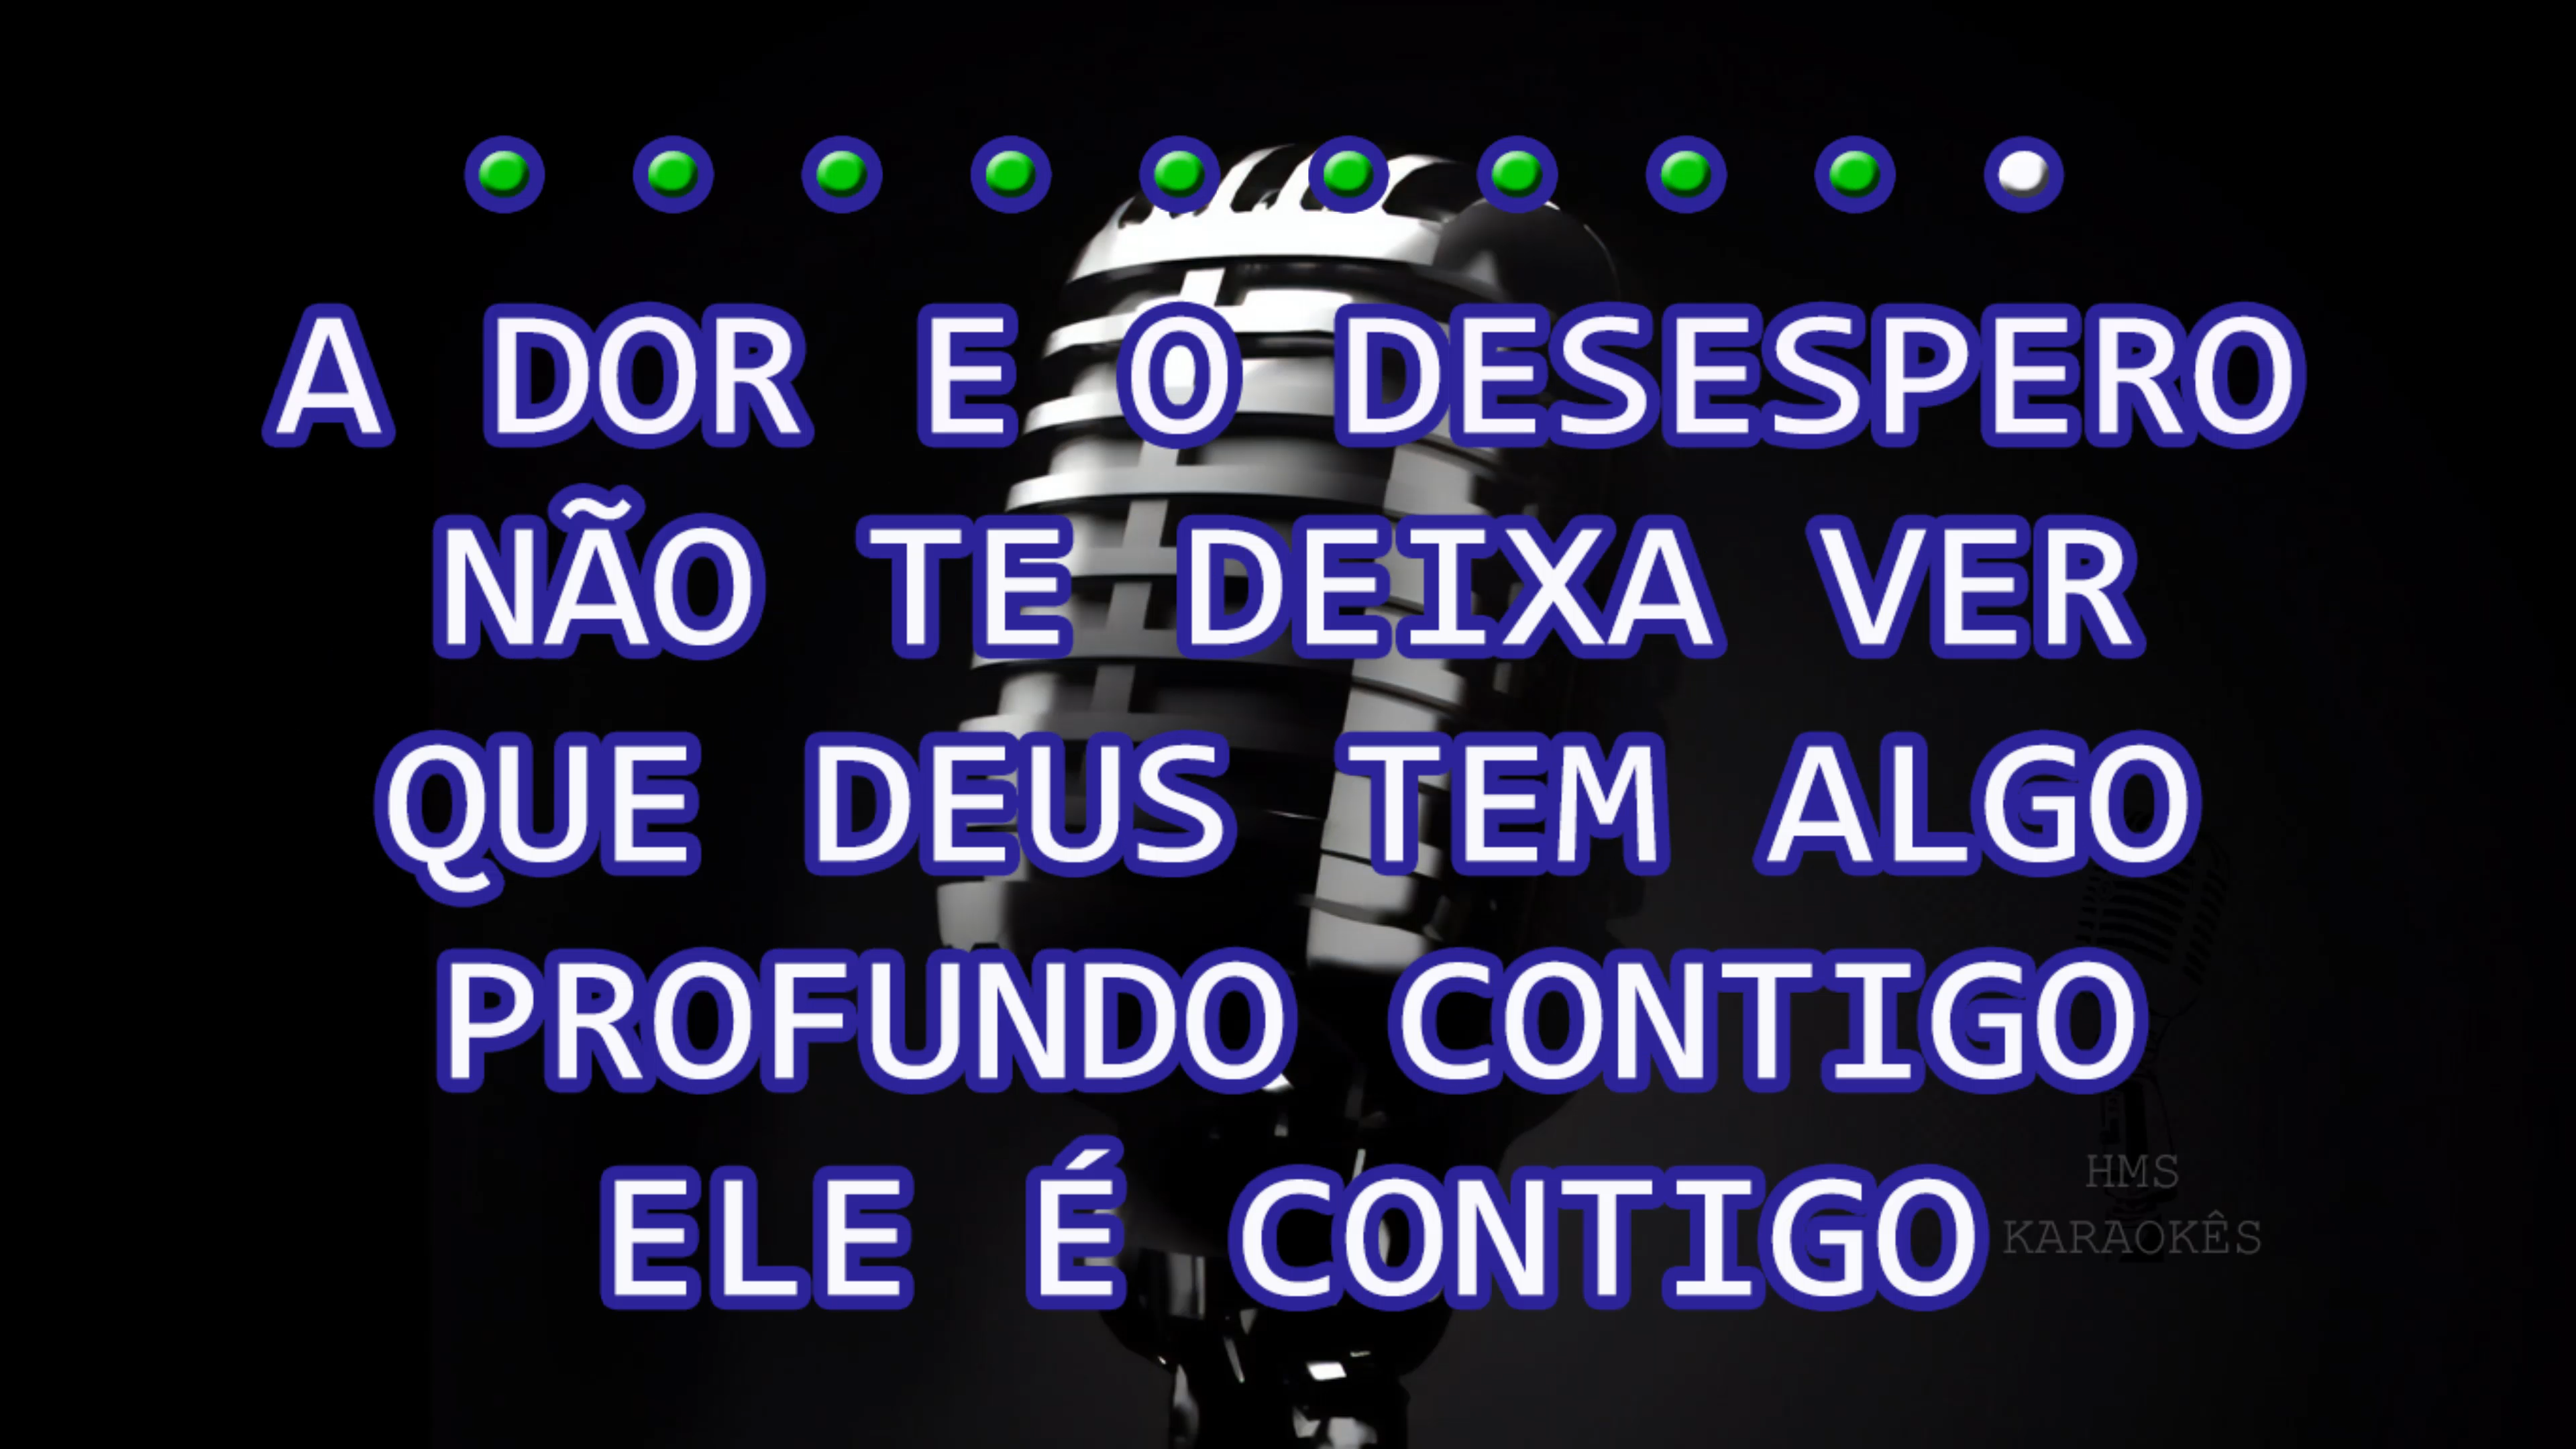 A DOR E O DESESPERO
NÃO TE DEIXA VER
QUE DEUS TEM ALGO
PROFUNDO CONTIGO
ELE É CONTIGO
HMS
KARAOKÊS